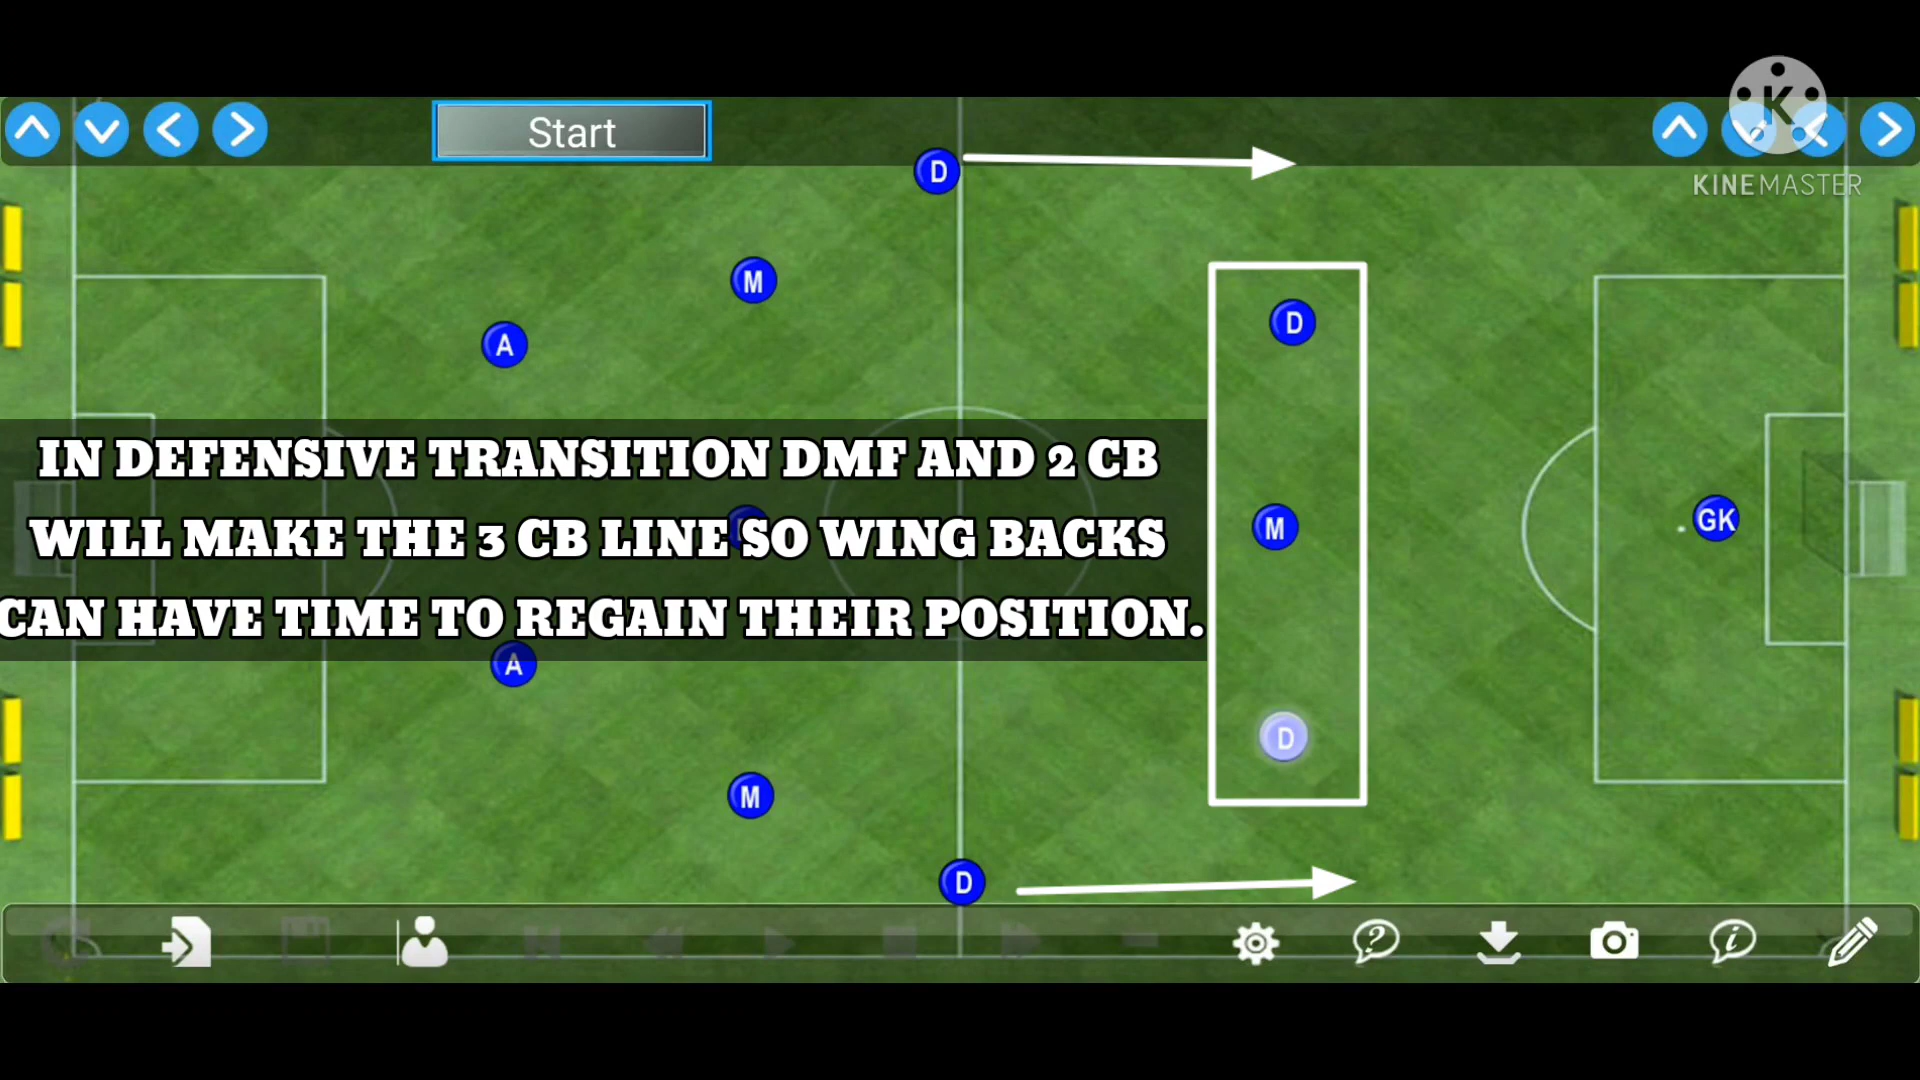 Start
KINEMASTER
D
M
D
A
IN DEFENSIVE TRANSITION DMF AND 2 CB
WILL MAKE THE 3 CB LINE SO WING BACKS
CAN HAVE TIME TO REGAIN THEIR POSITION.
M
GK
A
D
M
D